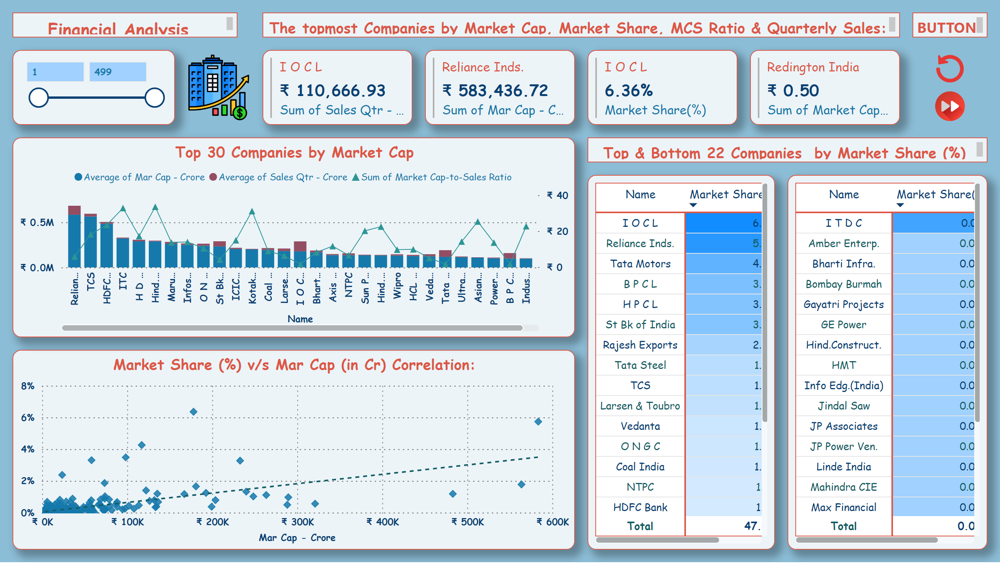 Financial Analysis
The topmost Companies by Market Cap, Market Share, MCS Ratio & Quarterly Sales:
BUTTON
1
499
I O C L
₹ 110,666.93
Sum of Sales Qtr - ...
Reliance Inds.
₹ 583,436.72
Sum of Mar Cap - C...
I O C L
6.36%
Market Share(%)
Redington India
₹ 0.50
Sum of Market Cap...
Top 30 Companies by Market Cap
Average of Mar Cap - Crore Average of Sales Qtr - Crore Sum of Market Cap-to-Sales Ratio
₹ 40
₹ 0.5M
₹ 20
₹ 0.0M
₹ 0
Relian...
TCS
HDFC...
ITC
H D ...
Hind....
Maru...
Infos...
O N ...
St Bk...
ICIC...
Kotak...
Coal ...
Larse...
I O C...
Bhart...
Axis ...
NTPC
Sun P...
Hind....
Wipro
HCL ...
Veda...
Tata ...
Ultra...
Asian...
Power...
B P C...
Indus...
Name
Market Share (%) v/s Mar Cap (in Cr) Correlation:
8%
6%
4%
2%
0%
₹ 0K ₹ 100K ₹ 200K ₹ 300K ₹ 400K ₹ 500K ₹ 600K
Mar Cap - Crore
Top & Bottom 22 Companies by Market Share (%)
Name Market Share
I O C L 6.
Reliance Inds. 5.
Tata Motors 4.
B P C L 3.
H P C L 3.
St Bk of India 3.
Rajesh Exports 2.
Tata Steel 1.
TCS 1.
Larsen & Toubro 1.
Vedanta 1.
O N G C 1.
Coal India 1.
NTPC 1
HDFC Bank 1
Total 47.
Name Market Share(
I T D C 0.0
Amber Enterp. 0.0
Bharti Infra. 0.0
Bombay Burmah 0.0
Gayatri Projects 0.0
GE Power 0.0
Hind.Construct. 0.0
HMT 0.0
Info Edg.(India) 0.0
Jindal Saw 0.0
JP Associates 0.0
JP Power Ven. 0.0
Linde India 0.0
Mahindra CIE 0.0
Max Financial 0.0
Total 0.0